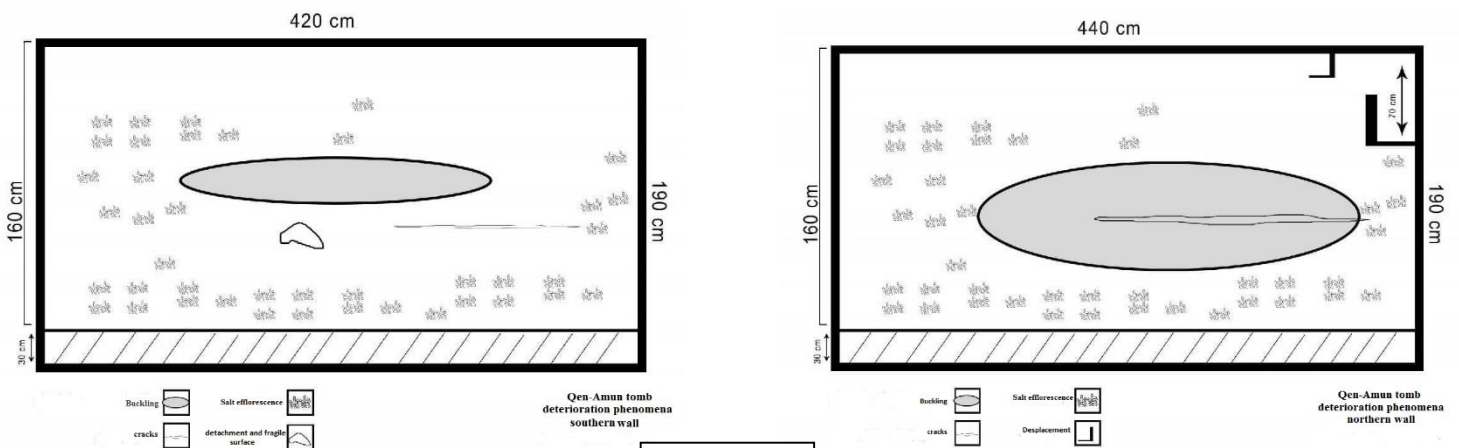 420 cm
160 cm
190 cm
30 cm
Buckling
Salt efflorescence
cracks
detachment and fragile
surface
Qen-Amun tomb
deterioration phenomena
southern wall
440 cm
70 cm
160 cm
190 cm
30 cm
Buckling
Salt efflorescence
cracks
Desplacement
Qen-Amun tomb
deterioration phenomena
northern wall